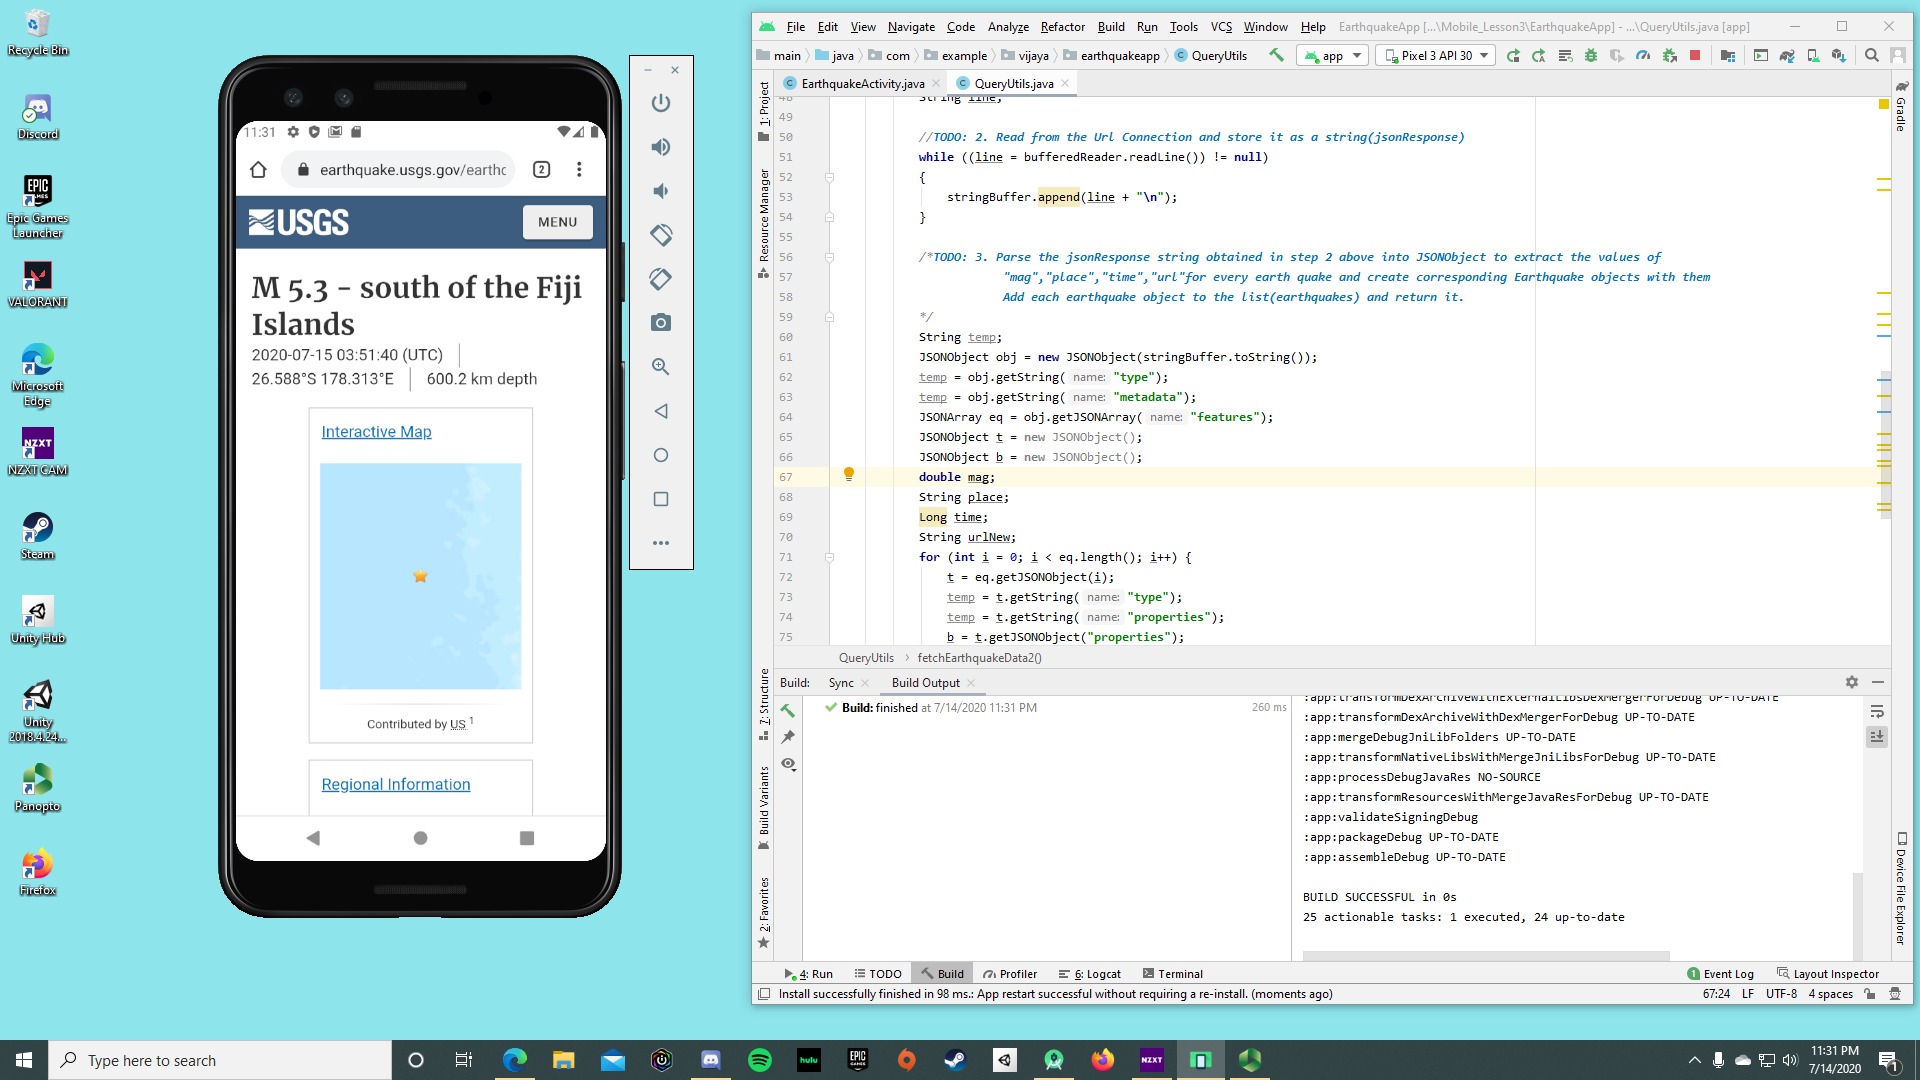 Recycle Bin
Discord
Epic Games
Launcher
VALORANT
Microsoft
Edge
NZXT
NZXT CAM
Steam
Unity Hub
Unity
2018.4.24...
Panopto
Firefox
11:31
earthquake.usgs.gov/earthq
2
USGS
MENU
M 5.3 - south of the Fiji
Islands
2020-07-15 03:51:40 (UTC)
26.588°S 178.313°E
600.2 km depth
Interactive Map
Contributed by US 1
Regional Information
File Edit View Navigate Code Analyze Refactor Build Run Tools VCS Window Help EarthquakeApp [...\Mobile_Lesson3\EarthquakeApp] - ...\QueryUtils.java [app]
main java com example vijaya earthquakeapp QueryUtils app Pixel 3 API 30
EarthquakeActivity.java QueryUtils.java
1: Project
Resource Manager
7: Structure
Build Variants
2: Favorites
Gradle
Device File Explorer
48 String line;
49
50 //TODO: 2. Read from the Url Connection and store it as a string(jsonResponse)
51 while ((line = bufferedReader.readLine()) != null)
52 {
53 stringBuffer.append(line + "\n");
54 }
55
56 /*TODO: 3. Parse the jsonResponse string obtained in step 2 above into JSONObject to extract the values of
57 "mag","place","time","url"for every earth quake and create corresponding Earthquake objects with them
58 Add each earthquake object to the list(earthquakes) and return it.
59 */
60 String temp;
61 JSONObject obj = new JSONObject(stringBuffer.toString());
62 temp = obj.getString( name: "type");
63 temp = obj.getString( name: "metadata");
64 JSONArray eq = obj.getJSONArray( name: "features");
65 JSONObject t = new JSONObject();
66 JSONObject b = new JSONObject();
67 double mag;
68 String place;
69 Long time;
70 String urlNew;
71 for (int i = 0; i < eq.length(); i++) {
72 t = eq.getJSONObject(i);
73 temp = t.getString( name: "type");
74 temp = t.getString( name: "properties");
75 b = t.getJSONObject("properties");
QueryUtils fetchEarthquakeData2()
Build: Sync Build Output
Build: finished at 7/14/2020 11:31 PM 260 ms
:app:transformDexArchiveWithExternalLibsDexMergerForDebug UP-TO-DATE
:app:transformDexArchiveWithDexMergerForDebug UP-TO-DATE
:app:mergeDebugJniLibFolders UP-TO-DATE
:app:transformNativeLibsWithMergeJniLibsForDebug UP-TO-DATE
:app:processDebugJavaRes NO-SOURCE
:app:transformResourcesWithMergeJavaResForDebug UP-TO-DATE
:app:validateSigningDebug
:app:packageDebug UP-TO-DATE
:app:assembleDebug UP-TO-DATE
BUILD SUCCESSFUL in 0s
25 actionable tasks: 1 executed, 24 up-to-date
4: Run TODO Build Profiler 6: Logcat Terminal 1 Event Log Layout Inspector
Install successfully finished in 98 ms.: App restart successful without requiring a re-install. (moments ago) 67:24 LF UTF-8 4 spaces
Type here to search
hulu
EPIC
GAMES
NZXT
11:31 PM
7/14/2020
1